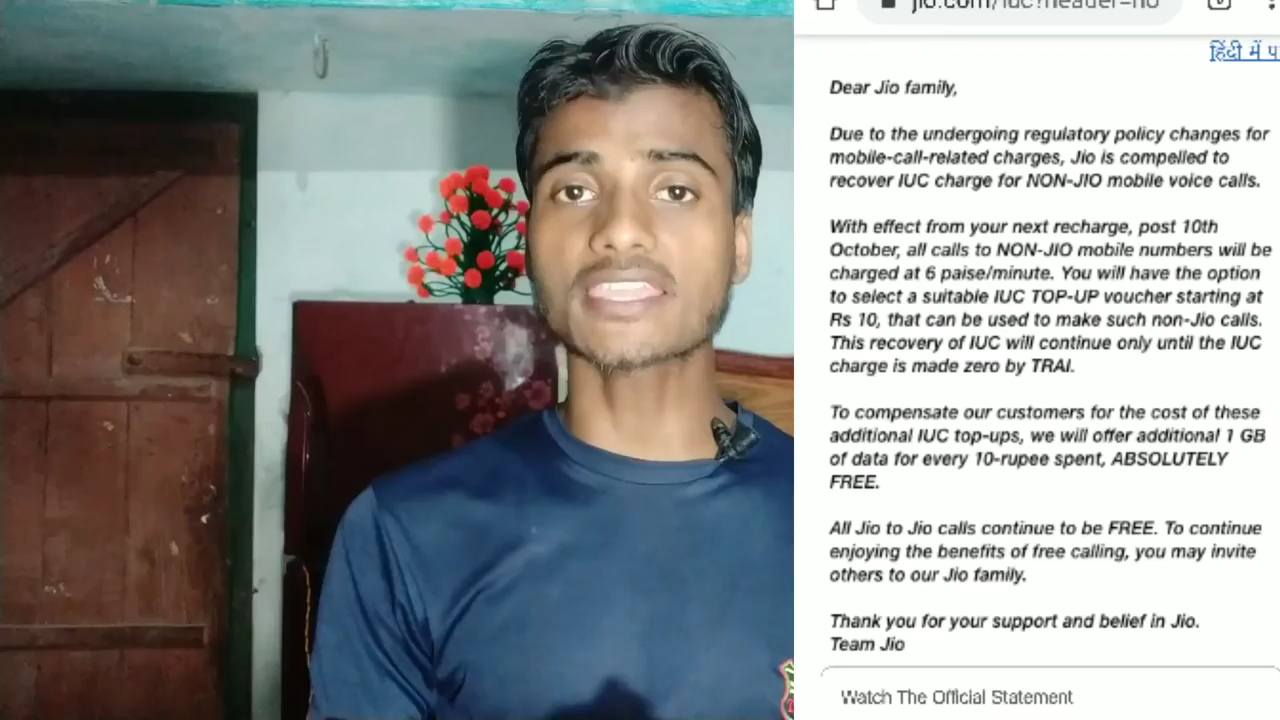 jio.com/iuc?header=no
हिंदी में
Dear Jio family,
Due to the undergoing regulatory policy changes for
mobile-call-related charges, Jio is compelled to
recover IUC charge for NON-JIO mobile voice calls.
With effect from your next recharge, post 10th
October, all calls to NON-JIO mobile numbers will be
charged at 6 paise/minute. You will have the option
to select a suitable IUC TOP-UP voucher starting at
Rs 10, that can be used to make such non-Jio calls.
This recovery of IUC will continue only until the IUC
charge is made zero by TRAI.
To compensate our customers for the cost of these
additional IUC top-ups, we will offer additional 1 GB
of data for every 10-rupee spent, ABSOLUTELY
FREE.
All Jio to Jio calls continue to be FREE. To continue
enjoying the benefits of free calling, you may invite
others to our Jio family.
Thank you for your support and belief in Jio.
Team Jio
Watch The Official Statement